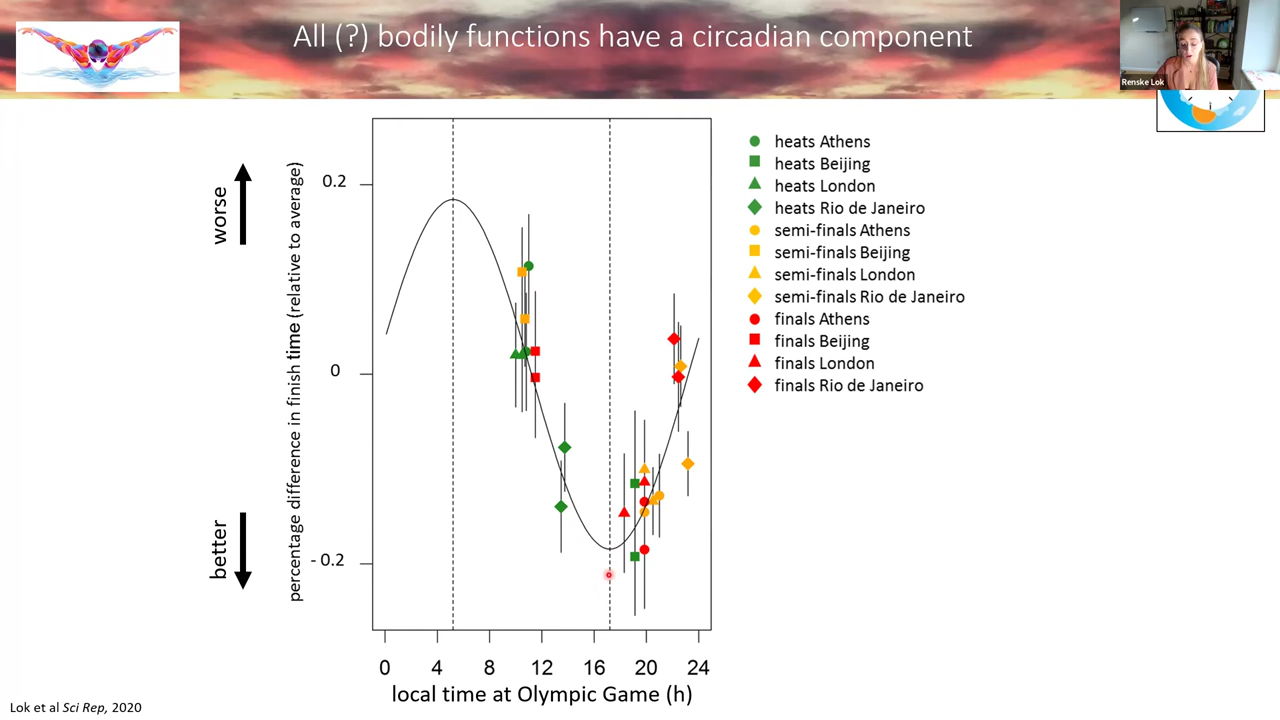 All (?) bodily functions have a circadian component
Renske Lok
worse
better
percentage difference in finish time (relative to average)
0.2
0
- 0.2
0 4 8 12 16 20 24
local time at Olympic Game (h)
heats Athens
heats Beijing
heats London
heats Rio de Janeiro
semi-finals Athens
semi-finals Beijing
semi-finals London
semi-finals Rio de Janeiro
finals Athens
finals Beijing
finals London
finals Rio de Janeiro
Lok et al Sci Rep, 2020